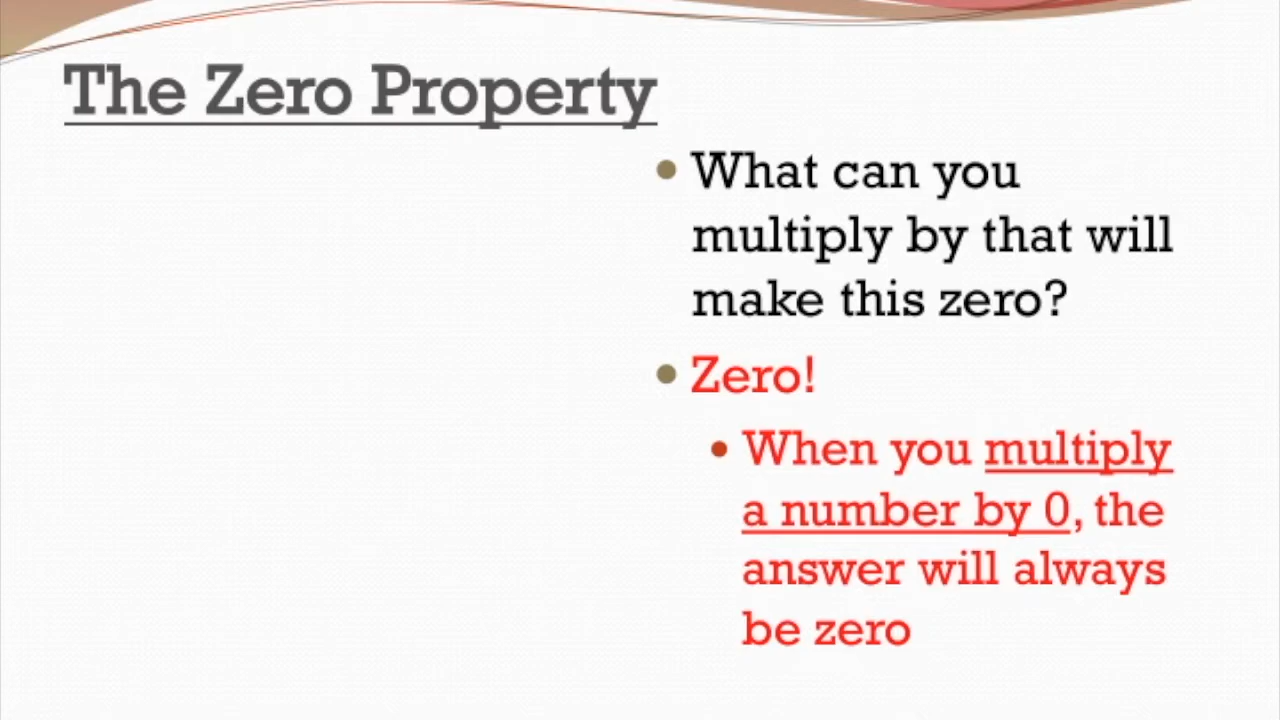 The Zero Property
• What can you
multiply by that will
make this zero?
• Zero!
• When you multiply
a number by 0, the
answer will always
be zero